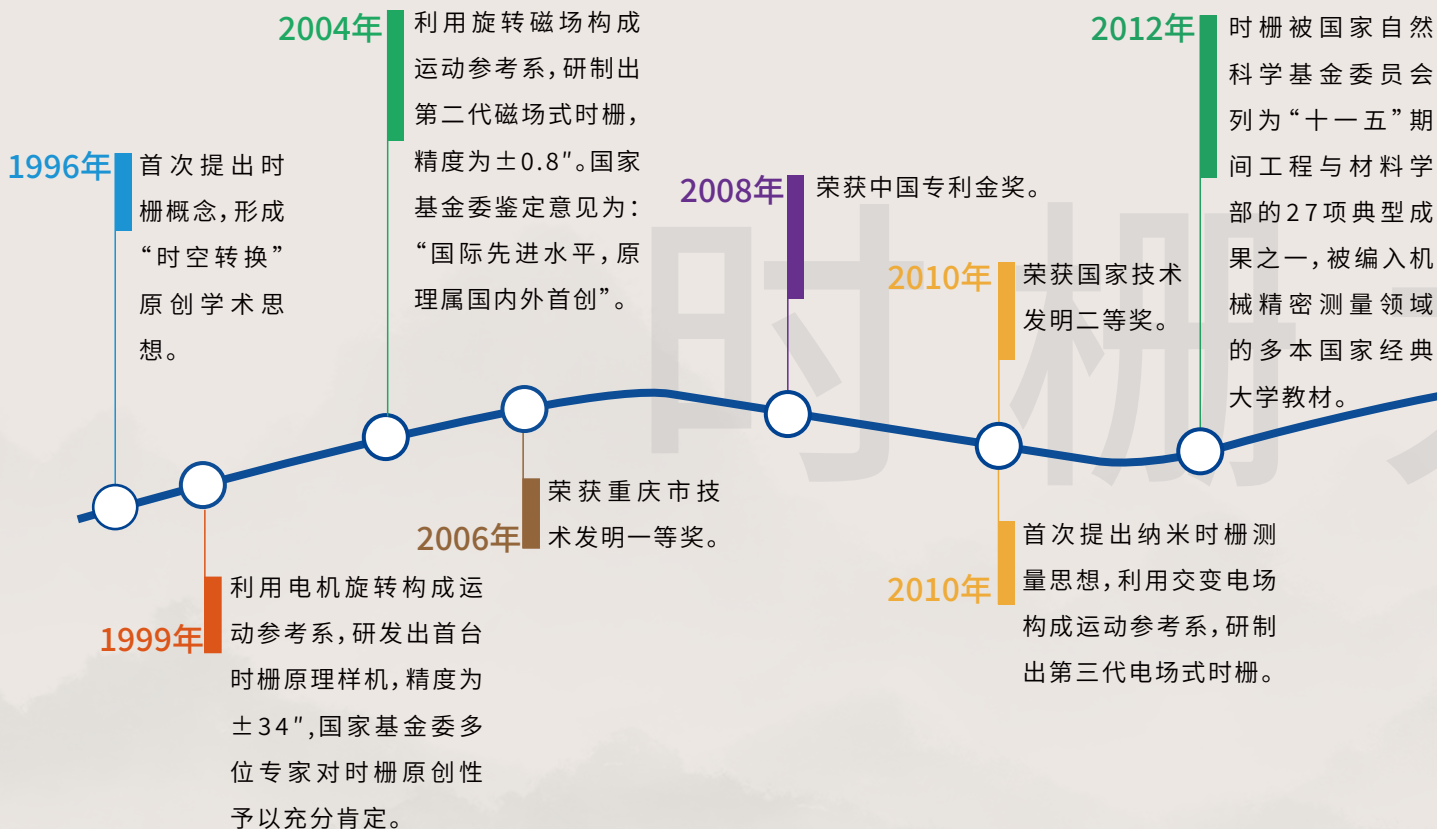 1996年
首次提出时
栅概念，形成
“时空转换”
原创学术思
想。
1999年
利用电机旋转构成运
动参考系，研发出首台
时栅原理样机，精度为
±34″,国家基金委多
位专家对时栅原创性
予以充分肯定。
2004年
利用旋转磁场构成
运动参考系，研制出
第二代磁场式时栅，
精度为±0.8″。国家
基金委鉴定意见为：
“国际先进水平，原
理属国内外首创”。
2006年
荣获重庆市技
术发明一等奖。
2008年
荣获中国专利金奖。
2010年
荣获国家技术
发明二等奖。
2010年
首次提出纳米时栅测
量思想，利用交变电场
构成运动参考系，研制
出第三代电场式时栅。
2012年
时栅被国家自然
科学基金委员会
列为“十一五”期
间工程与材料学
部的27项典型成
果之一，被编入机
械精密测量领域
的多本国家经典
大学教材。
时栅